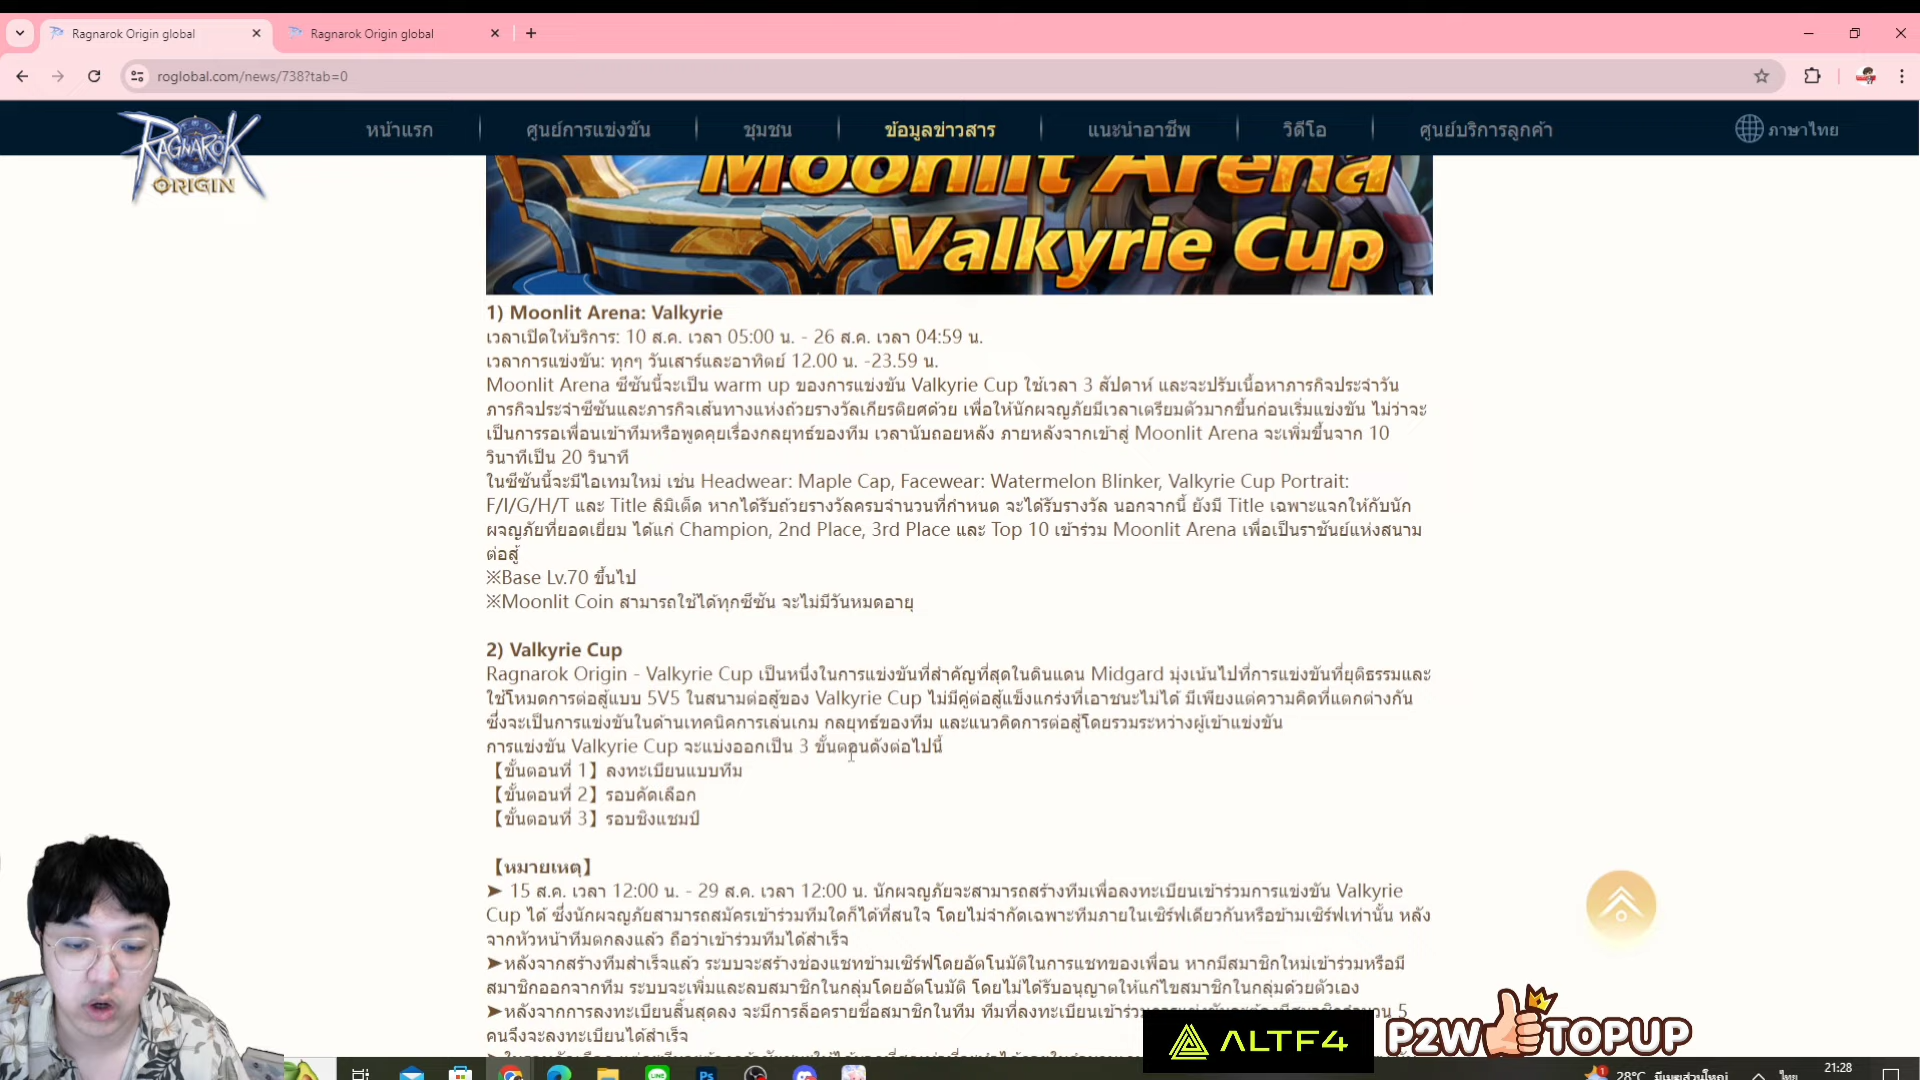 Ragnarok Origin global
Ragnarok Origin global
roglobal.com/news/738?tab=0
RAGNAROK
ORIGIN
หน้าแรก
ศูนย์การแข่งขัน
ชุมชน
ข้อมูลข่าวสาร
แนะนำอาชีพ
วิดีโอ
ศูนย์บริการลูกค้า
ภาษาไทย
Moonlit Arena
Valkyrie Cup
1) Moonlit Arena: Valkyrie
เวลาเปิดให้บริการ: 10 ส.ค. เวลา 05:00 น. - 26 ส.ค. เวลา 04:59 น.
เวลาการแข่งขัน: ทุกๆ วันเสาร์และอาทิตย์ 12.00 น. -23.59 น.
Moonlit Arena ซีซันนี้จะเป็น warm up ของการแข่งขัน Valkyrie Cup ใช้เวลา 3 สัปดาห์ และจะปรับเนื้อหาภารกิจประจำวัน
ภารกิจประจำซีซันและภารกิจเส้นทางแห่งถ้วยรางวัลเกียรติยศด้วย เพื่อให้นักผจญภัยมีเวลาเตรียมตัวมากขึ้นก่อนเริ่มแข่งขัน ไม่ว่าจะ
เป็นการรอเพื่อนเข้าทีมหรือพูดคุยเรื่องกลยุทธ์ของทีม เวลานับถอยหลัง ภายหลังจากเข้าสู่ Moonlit Arena จะเพิ่มขึ้นจาก 10
วินาทีเป็น 20 วินาที
ในซีซันนี้จะมีไอเทมใหม่ เช่น Headwear: Maple Cap, Facewear: Watermelon Blinker, Valkyrie Cup Portrait:
F/I/G/H/T และ Title ลิมิเต็ด หากได้รับถ้วยรางวัลครบจำนวนที่กำหนด จะได้รับรางวัล นอกจากนี้ ยังมี Title เฉพาะแจกให้กับนัก
ผจญภัยที่ยอดเยี่ยม ได้แก่ Champion, 2nd Place, 3rd Place และ Top 10 เข้าร่วม Moonlit Arena เพื่อเป็นราชันย์แห่งสนาม
ต่อสู้
※Base Lv.70 ขึ้นไป
※Moonlit Coin สามารถใช้ได้ทุกซีซัน จะไม่มีวันหมดอายุ
2) Valkyrie Cup
Ragnarok Origin - Valkyrie Cup เป็นหนึ่งในการแข่งขันที่สำคัญที่สุดในดินแดน Midgard มุ่งเน้นไปที่การแข่งขันที่ยุติธรรมและ
ใช้โหมดการต่อสู้แบบ 5V5 ในสนามต่อสู้ของ Valkyrie Cup ไม่มีคู่ต่อสู้แข็งแกร่งที่เอาชนะไม่ได้ มีเพียงแต่ความคิดที่แตกต่างกัน
ซึ่งจะเป็นการแข่งขันในด้านเทคนิคการเล่นเกม กลยุทธ์ของทีม และแนวคิดการต่อสู้โดยรวมระหว่างผู้เข้าแข่งขัน
การแข่งขัน Valkyrie Cup จะแบ่งออกเป็น 3 ขั้นตอนดังต่อไปนี้
【ขั้นตอนที่ 1】ลงทะเบียนแบบทีม
【ขั้นตอนที่ 2】รอบคัดเลือก
【ขั้นตอนที่ 3】รอบชิงแชมป์
【หมายเหตุ】
➤ 15 ส.ค. เวลา 12:00 น. - 29 ส.ค. เวลา 12:00 น. นักผจญภัยจะสามารถสร้างทีมเพื่อลงทะเบียนเข้าร่วมการแข่งขัน Valkyrie
Cup ได้ ซึ่งนักผจญภัยสามารถสมัครเข้าร่วมทีมใดก็ได้ที่สนใจ โดยไม่จำกัดเฉพาะทีมภายในเซิร์ฟเดียวกันหรือข้ามเซิร์ฟเท่านั้น หลัง
จากหัวหน้าทีมตกลงแล้ว ถือว่าเข้าร่วมทีมได้สำเร็จ
➤หลังจากสร้างทีมสำเร็จแล้ว ระบบจะสร้างช่องแชทข้ามเซิร์ฟโดยอัตโนมัติในการแชทของเพื่อน หากมีสมาชิกใหม่เข้าร่วมหรือมี
สมาชิกออกจากทีม ระบบจะเพิ่มและลบสมาชิกในกลุ่มโดยอัตโนมัติ โดยไม่ได้รับอนุญาตให้แก้ไขสมาชิกในกลุ่มด้วยตัวเอง
➤หลังจากการลงทะเบียนสิ้นสุดลง จะมีการล็อครายชื่อสมาชิกในทีม ทีมที่ลงทะเบียนเข้าร่วม 5
คนจึงจะลงทะเบียนได้สำเร็จ
ALTF4
P2W TOPUP
28°C มีเมฆส่วนใหญ่
ไทย
21:28